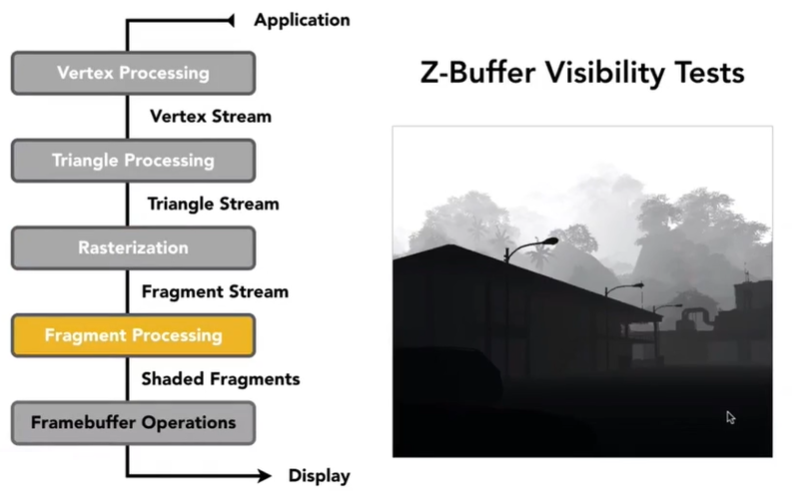 Application
Vertex Processing
Vertex Stream
Triangle Processing
Triangle Stream
Rasterization
Fragment Stream
Fragment Processing
Shaded Fragments
Framebuffer Operations
Display
Z-Buffer Visibility Tests